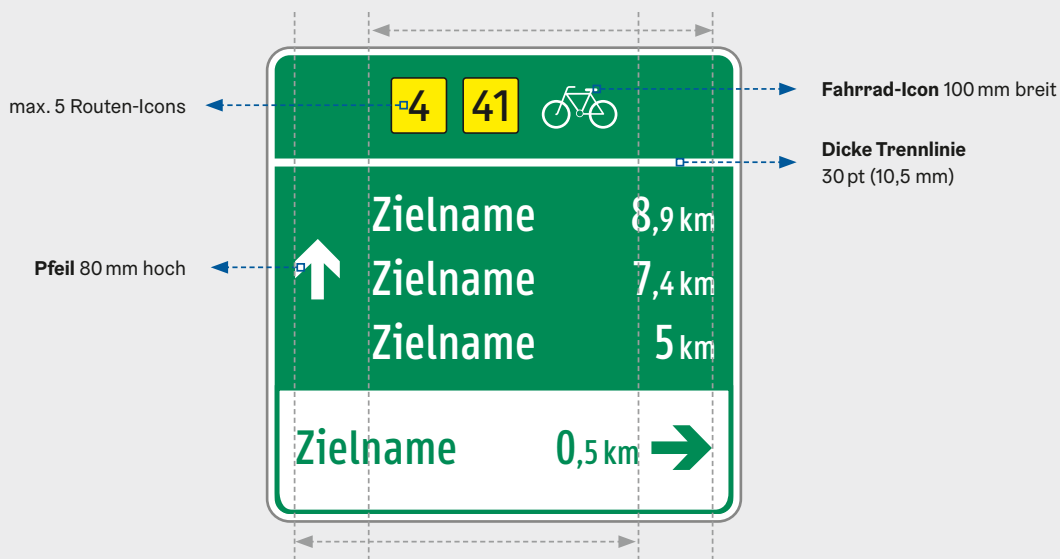 max. 5 Routen-Icons
4 41
Fahrrad-Icon 100 mm breit
Dicke Trennlinie
30 pt (10,5 mm)
Zielname 8,9 km
Pfeil 80 mm hoch
Zielname 7,4 km
Zielname 5 km
Zielname 0,5 km